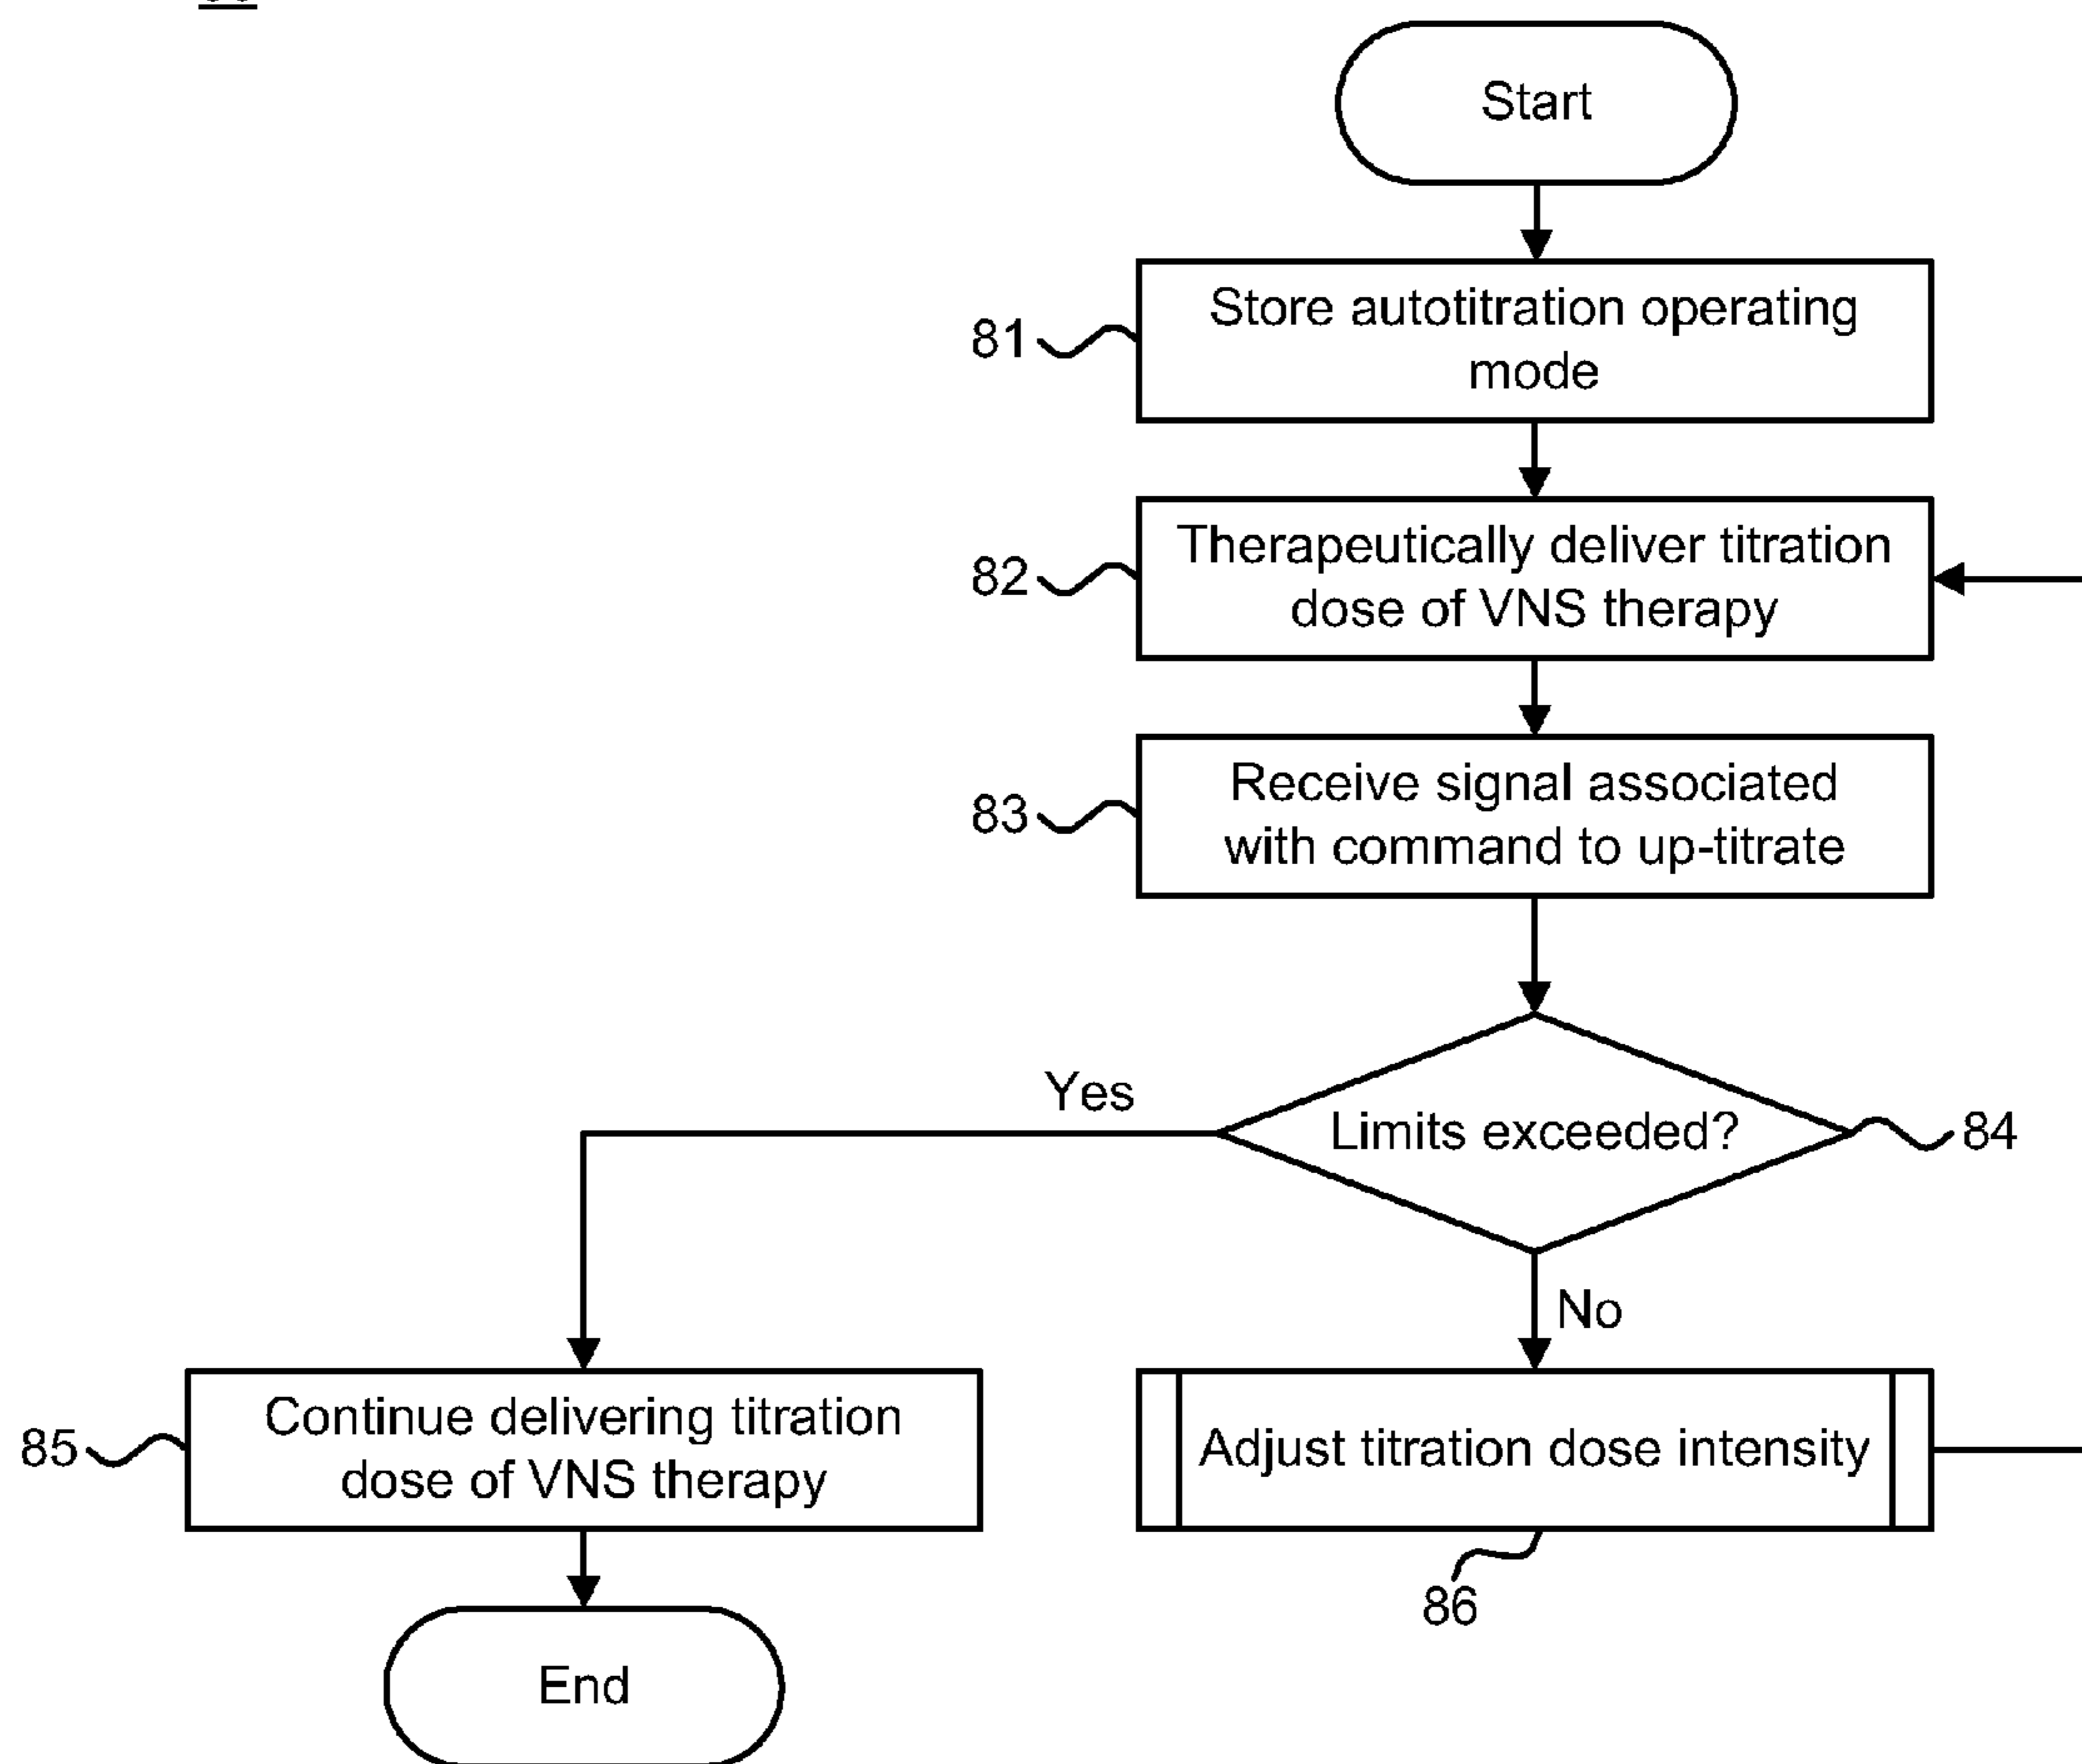 Start
81
Store autotitration operating
mode
82
Therapeutically deliver titration
dose of VNS therapy
83
Receive signal associated
with command to up-titrate
Yes
Limits exceeded?
84
No
85
Continue delivering titration
dose of VNS therapy
Adjust titration dose intensity
86
End